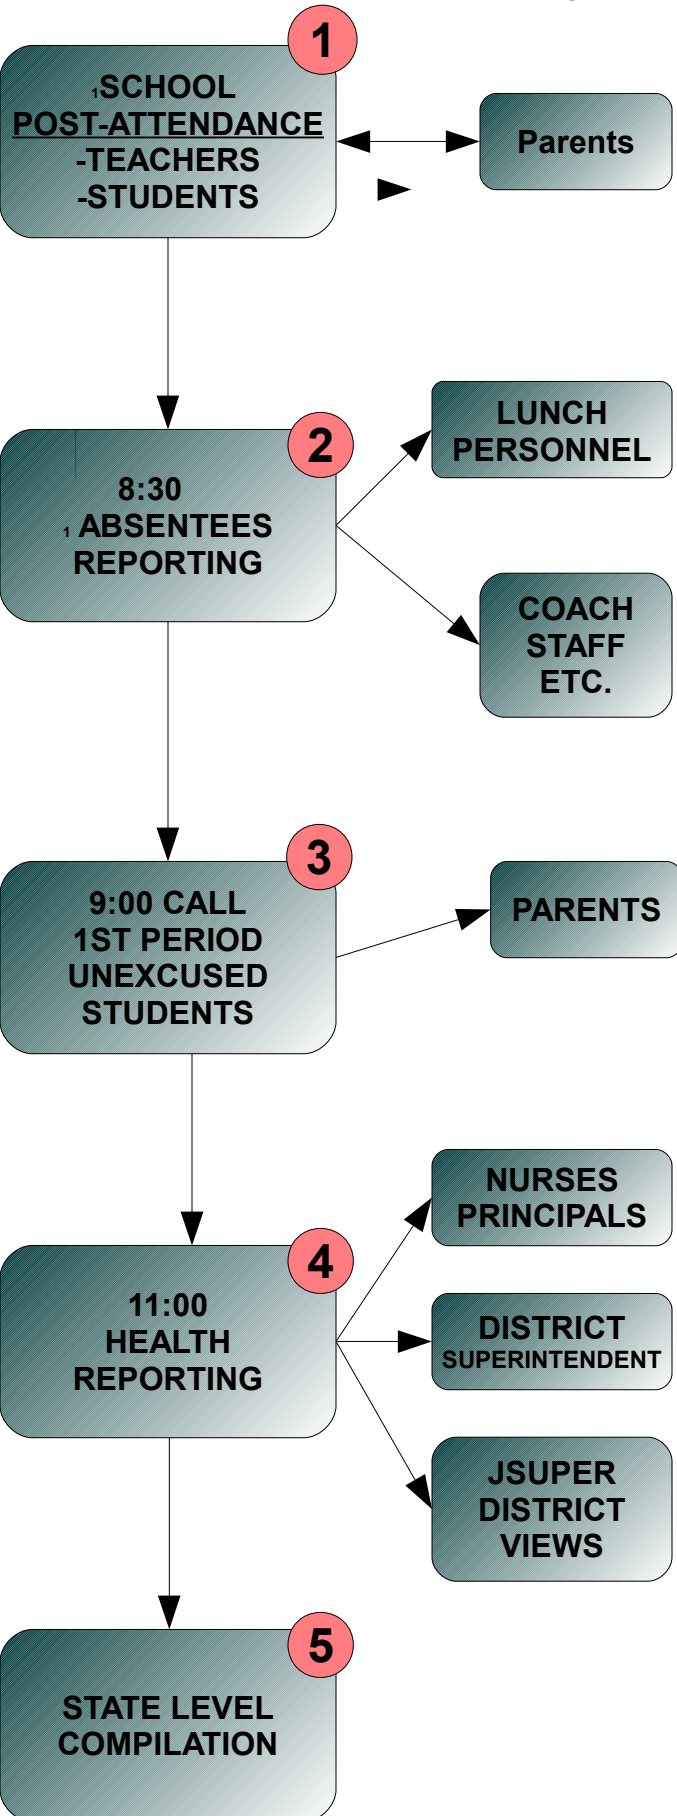 1
1SCHOOL
POST-ATTENDANCE
-TEACHERS
-STUDENTS
Parents
2
8:30
1 ABSENTEES
REPORTING
LUNCH
PERSONNEL
COACH
STAFF
ETC.
3
9:00 CALL
1ST PERIOD
UNEXCUSED
STUDENTS
PARENTS
4
11:00
HEALTH
REPORTING
NURSES
PRINCIPALS
DISTRICT
SUPERINTENDENT
JSUPER
DISTRICT
VIEWS
5
STATE LEVEL
COMPILATION